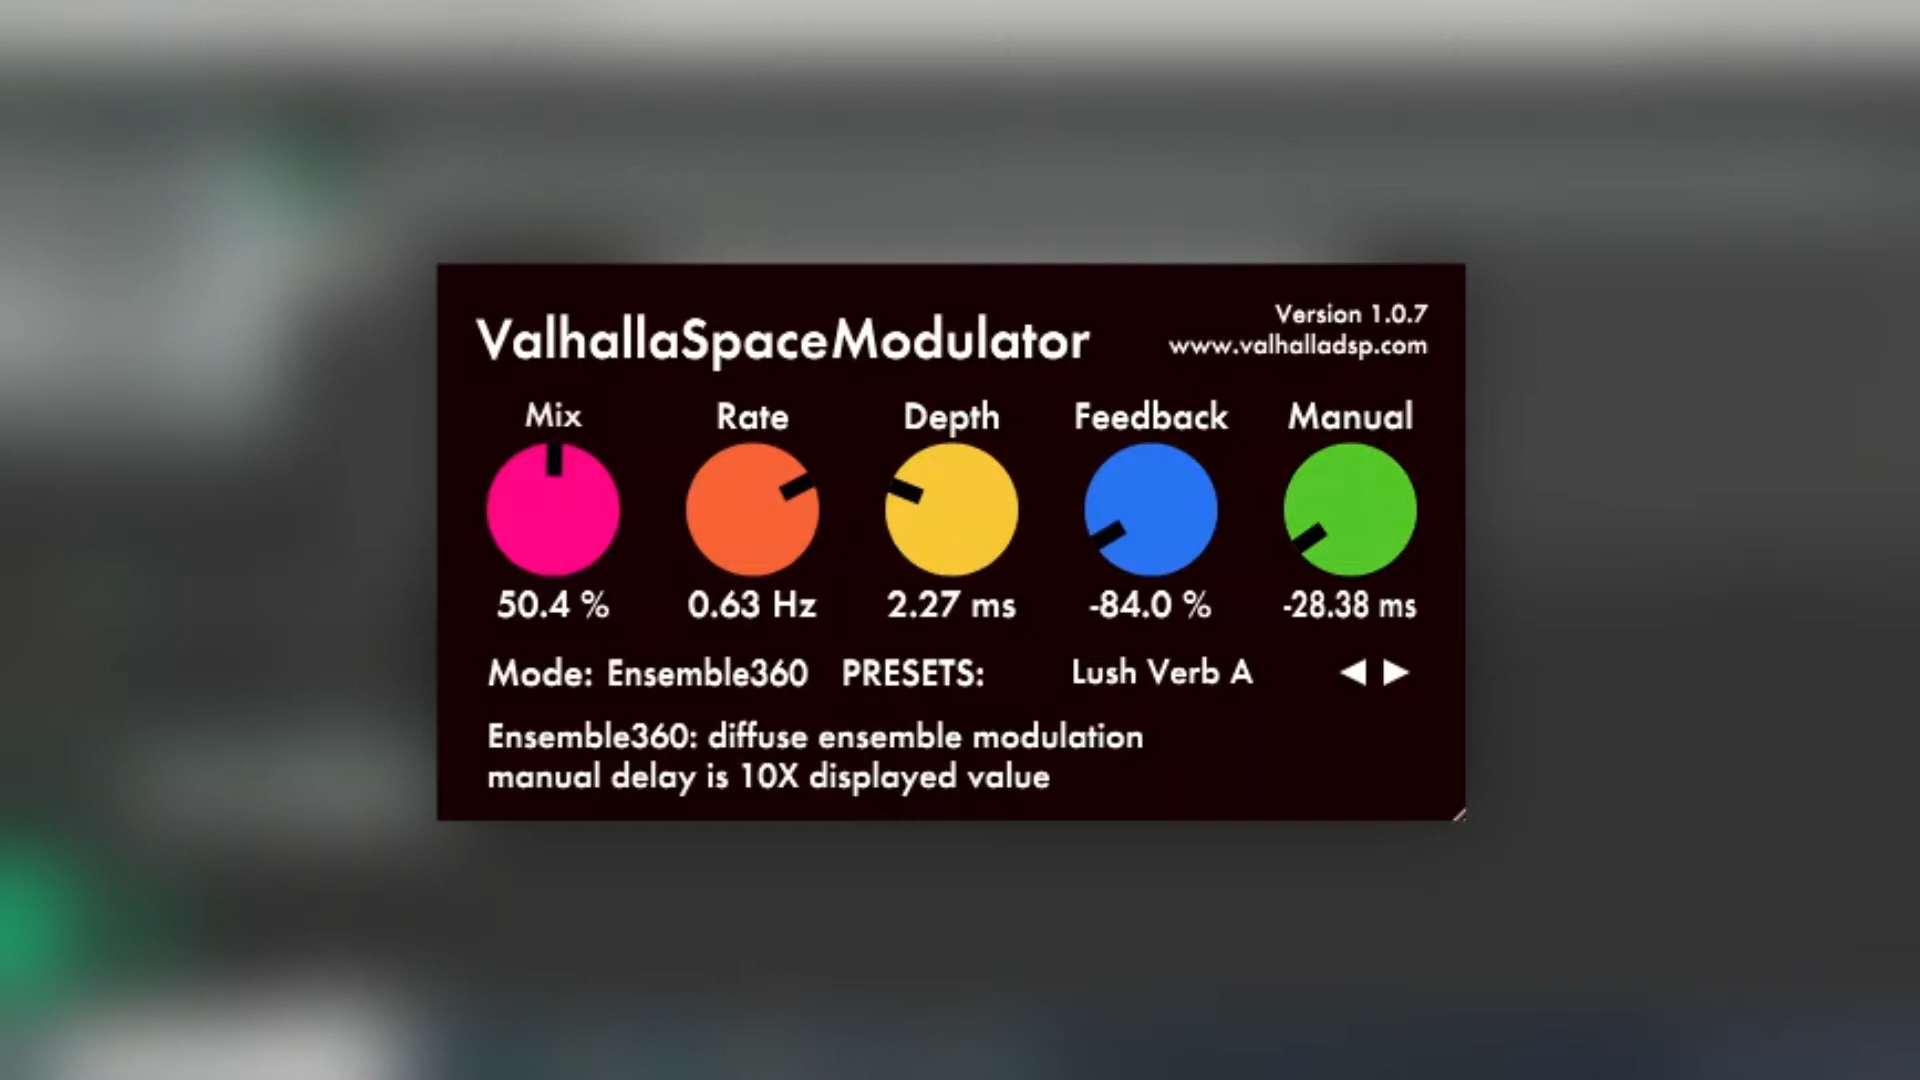 ValhallaSpaceModulator
Version 1.0.7
www.valhalladsp.com
Mix
Rate
Depth
Feedback
Manual
50.4 %
0.63 Hz
2.27 ms
-84.0 %
-28.38 ms
Mode: Ensemble360
PRESETS:
Lush Verb A
Ensemble360: diffuse ensemble modulation
manual delay is 10X displayed value